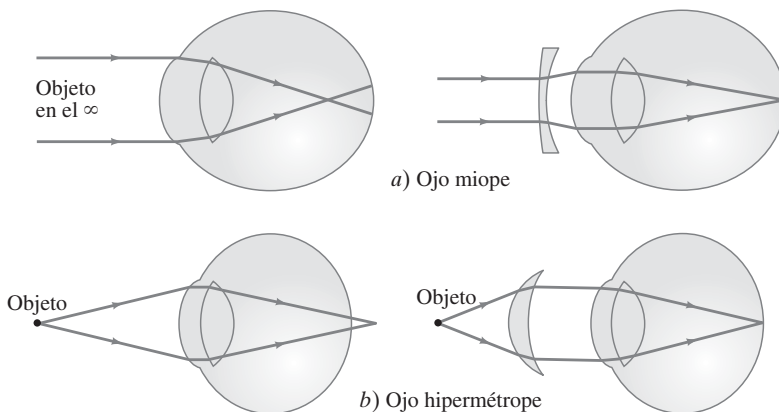 Objeto
en el ∞
a) Ojo miope
Objeto
Objeto
b) Ojo hipermétrope